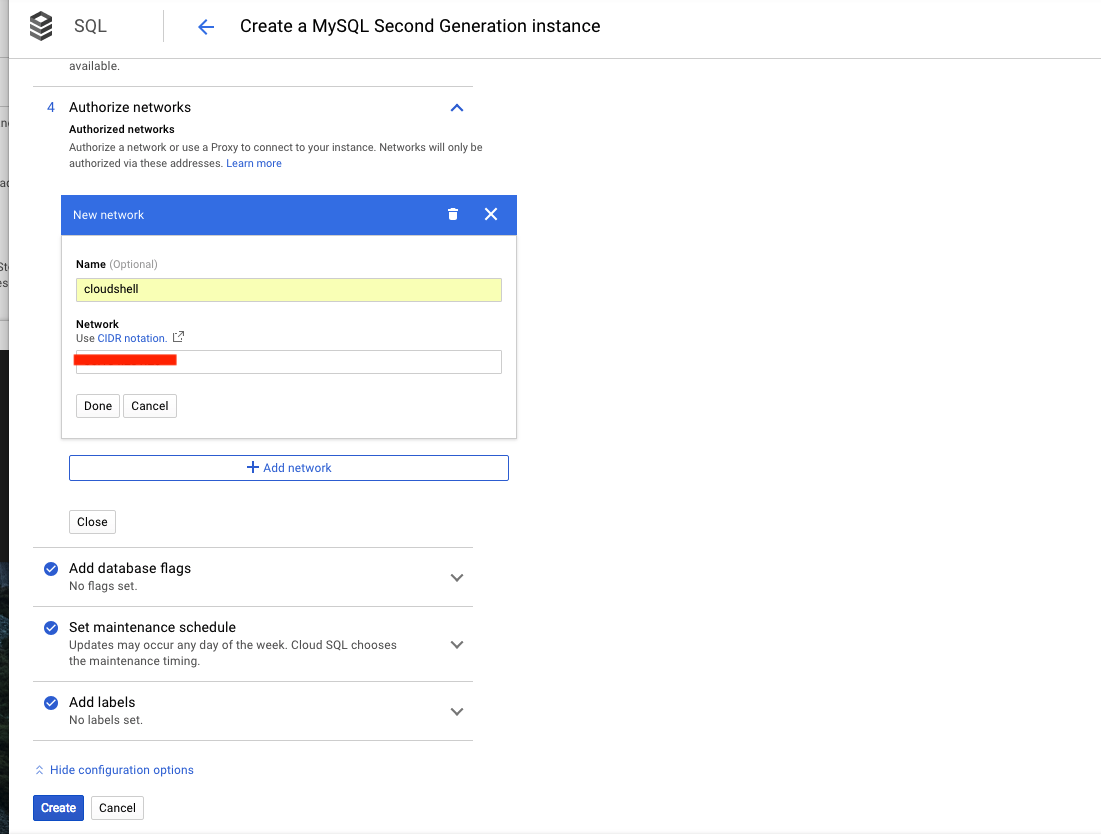 SQL
Create a MySQL Second Generation instance
available.
4 Authorize networks
Authorized networks
Authorize a network or use a Proxy to connect to your instance. Networks will only be
authorized via these addresses. Learn more
New network
Name (Optional)
cloudshell
Network
Use CIDR notation.
Done Cancel
Add network
Close
Add database flags
No flags set.
Set maintenance schedule
Updates may occur any day of the week. Cloud SQL chooses
the maintenance timing.
Add labels
No labels set.
Hide configuration options
Create Cancel